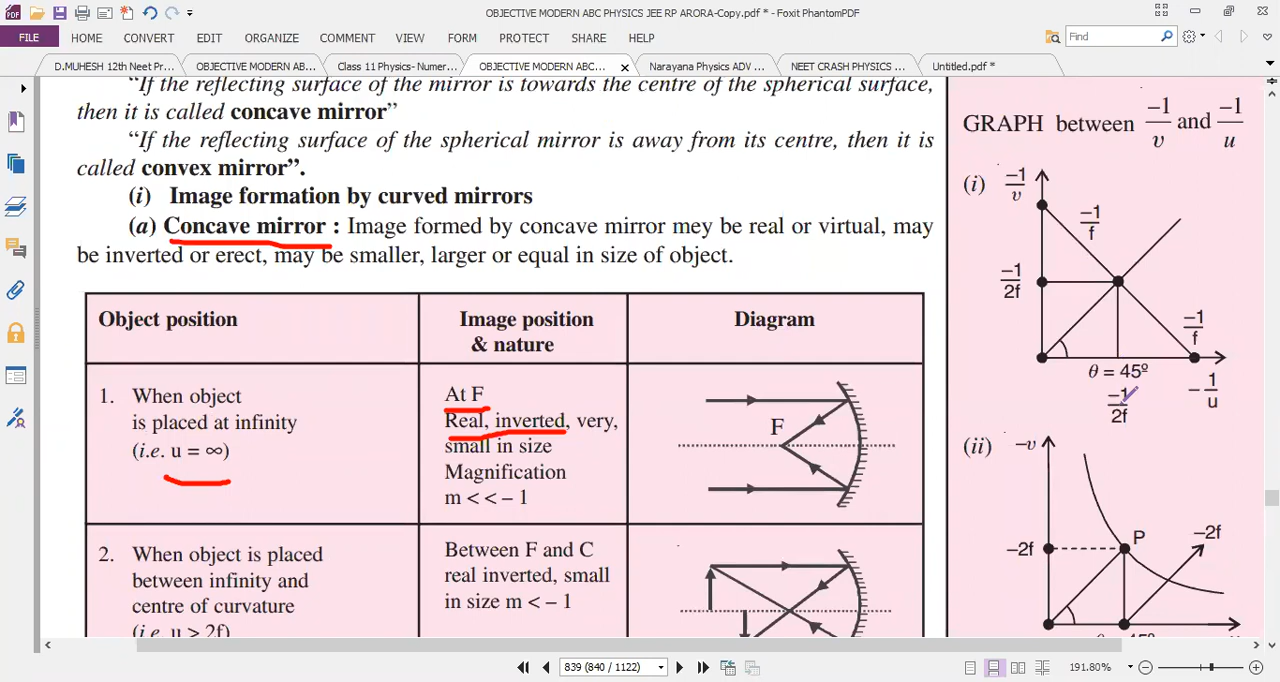 OBJECTIVE MODERN ABC PHYSICS JEE RP ARORA-Copy.pdf * - Foxit PhantomPDF
FILE HOME CONVERT EDIT ORGANIZE COMMENT VIEW FORM PROTECT SHARE HELP
Find
D.MUHESH 12th Neet Pr... OBJECTIVE MODERN AB... Class 11 Physics- Numer... OBJECTIVE MODERN ABC... Narayana Physics ADV ... NEET CRASH PHYSICS ... Untitled.pdf *
"If the reflecting surface of the mirror is towards the centre of the spherical surface,
then it is called concave mirror"
"If the reflecting surface of the spherical mirror is away from its centre, then it is
called convex mirror".
(i) Image formation by curved mirrors
(a) Concave mirror : Image formed by concave mirror mey be real or virtual, may
be inverted or erect, may be smaller, larger or equal in size of object.
Object position
Image position
& nature
Diagram
1. When object
is placed at infinity
(i.e. u = ∞)
At F
Real, inverted, very,
small in size
Magnification
m < < – 1
F
2. When object is placed
between infinity and
centre of curvature
(i.e. u > 2f)
Between F and C
real inverted, small
in size m < – 1
GRAPH between –1/v and –1/u
(i) –1/v
–1/f
–1/2f
–1/f
θ = 45º
–1/2f
– 1/u
(ii) –v
–2f
P
–2f
839 (840 / 1122)
191.80%